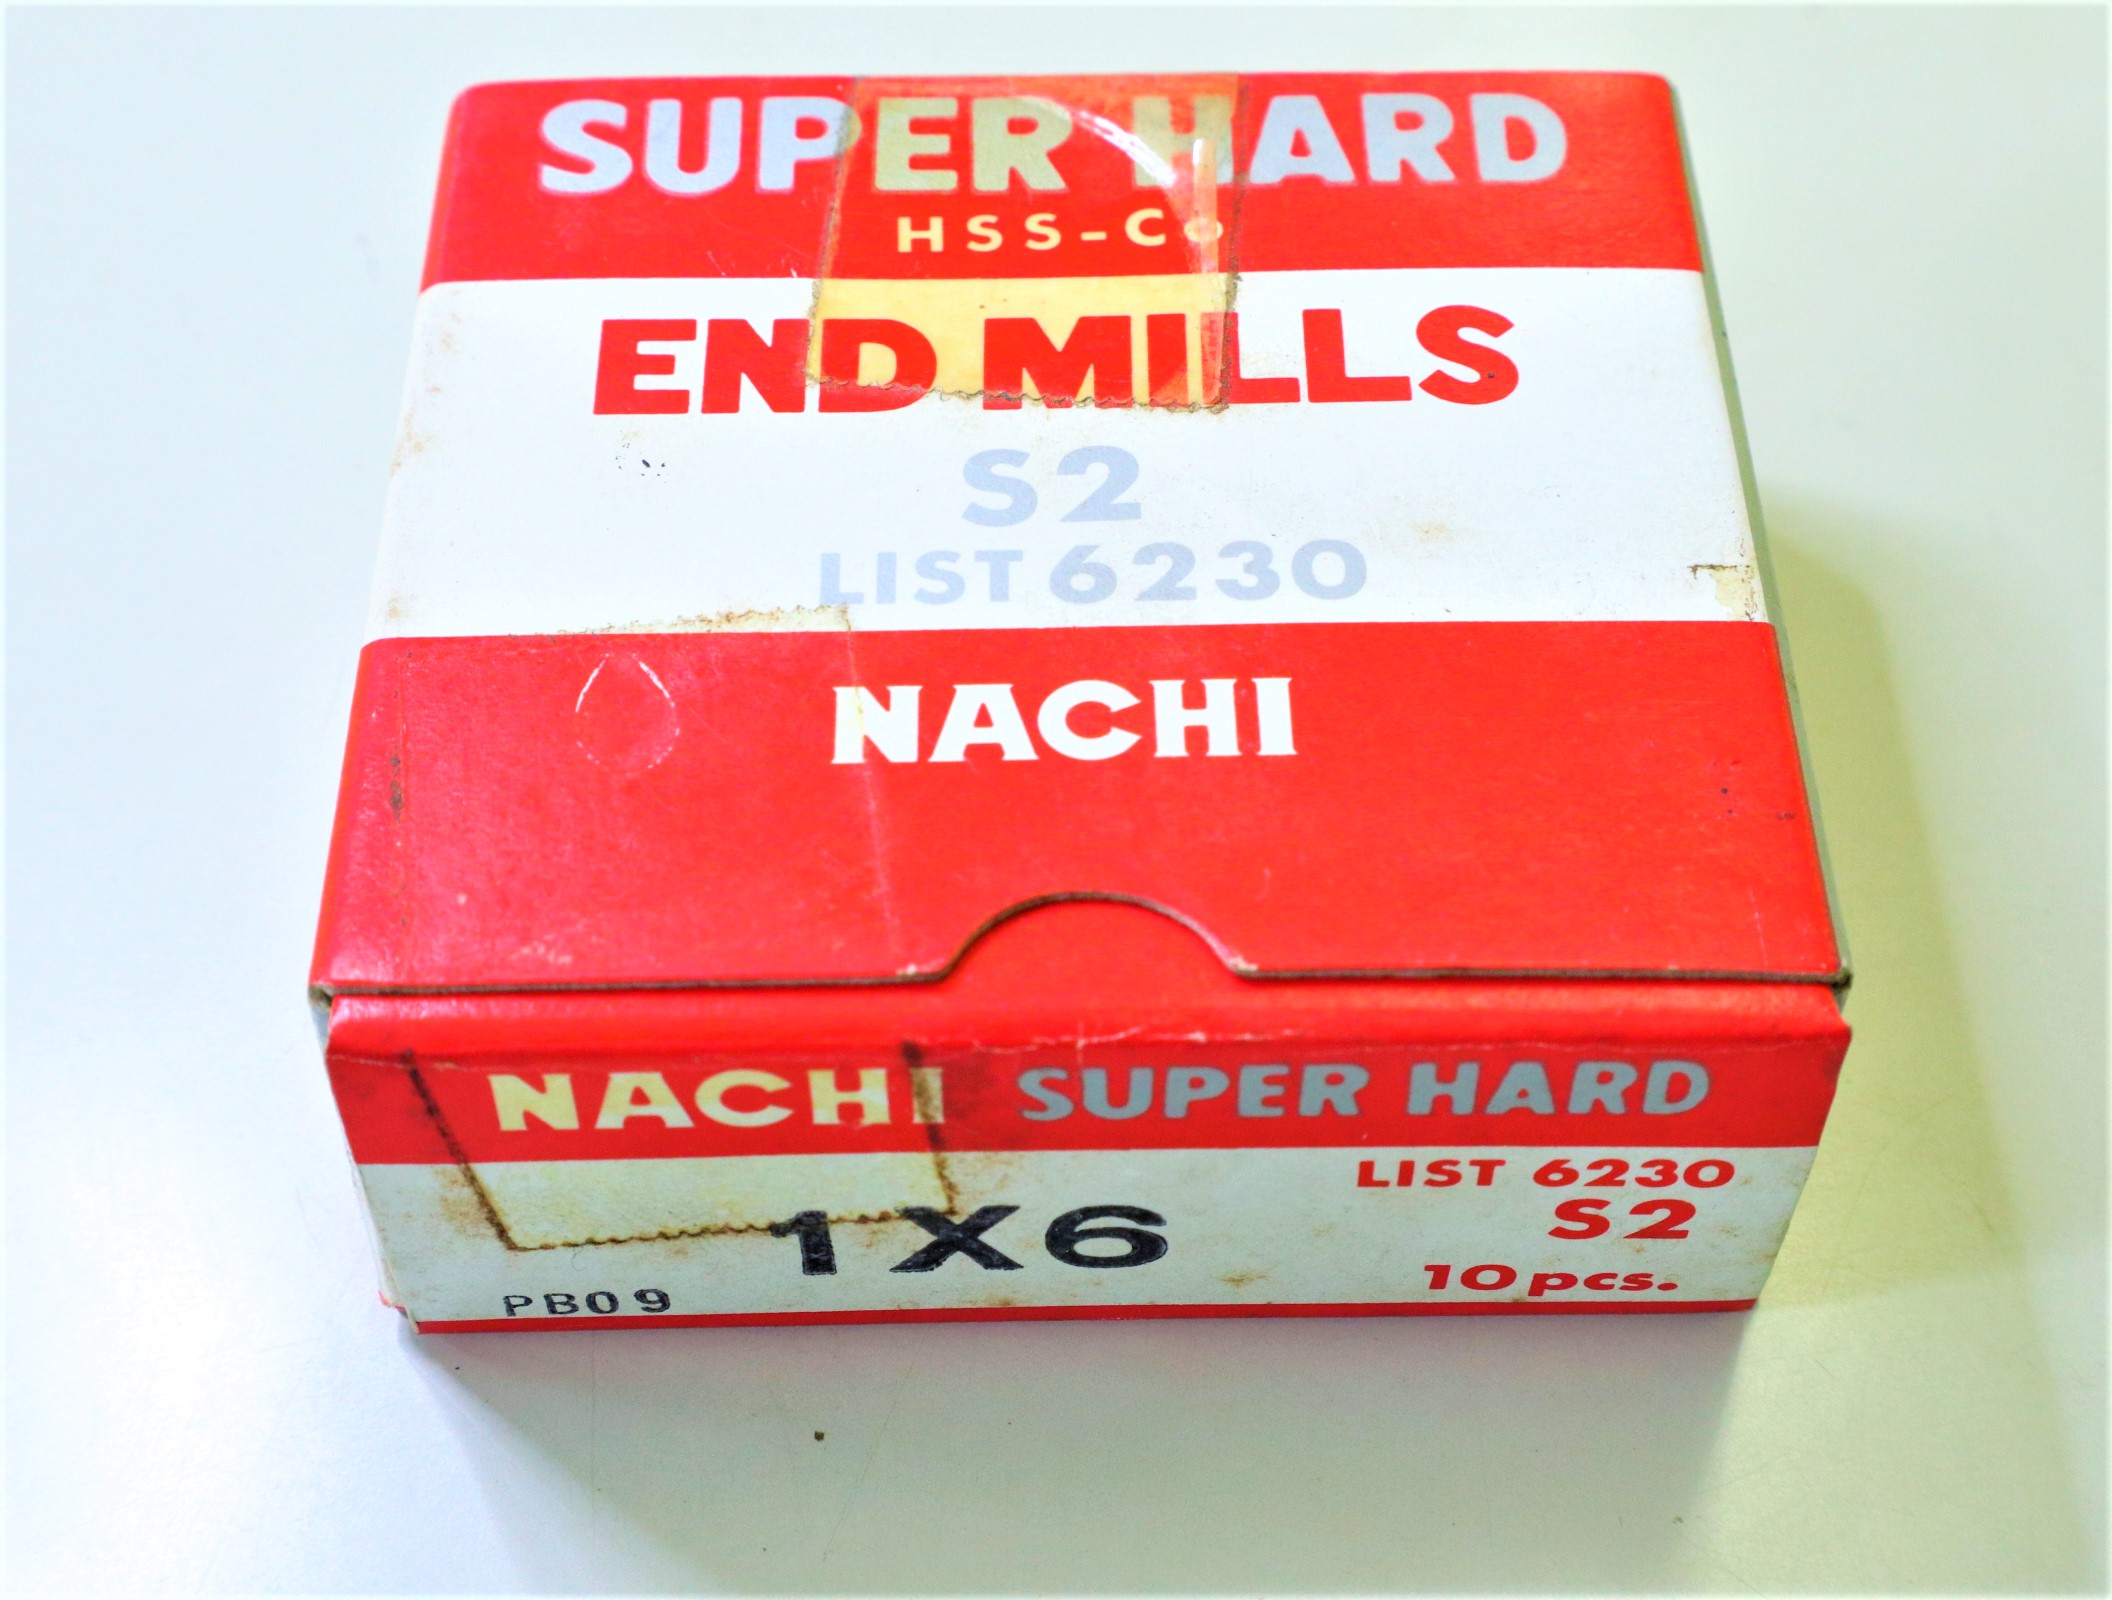 SUPER HARD
HSS-Co
END MILLS
S2
LIST 6230
NACHI
NACHI SUPER HARD
LIST 6230
S2
1X6
10pcs.
PB09